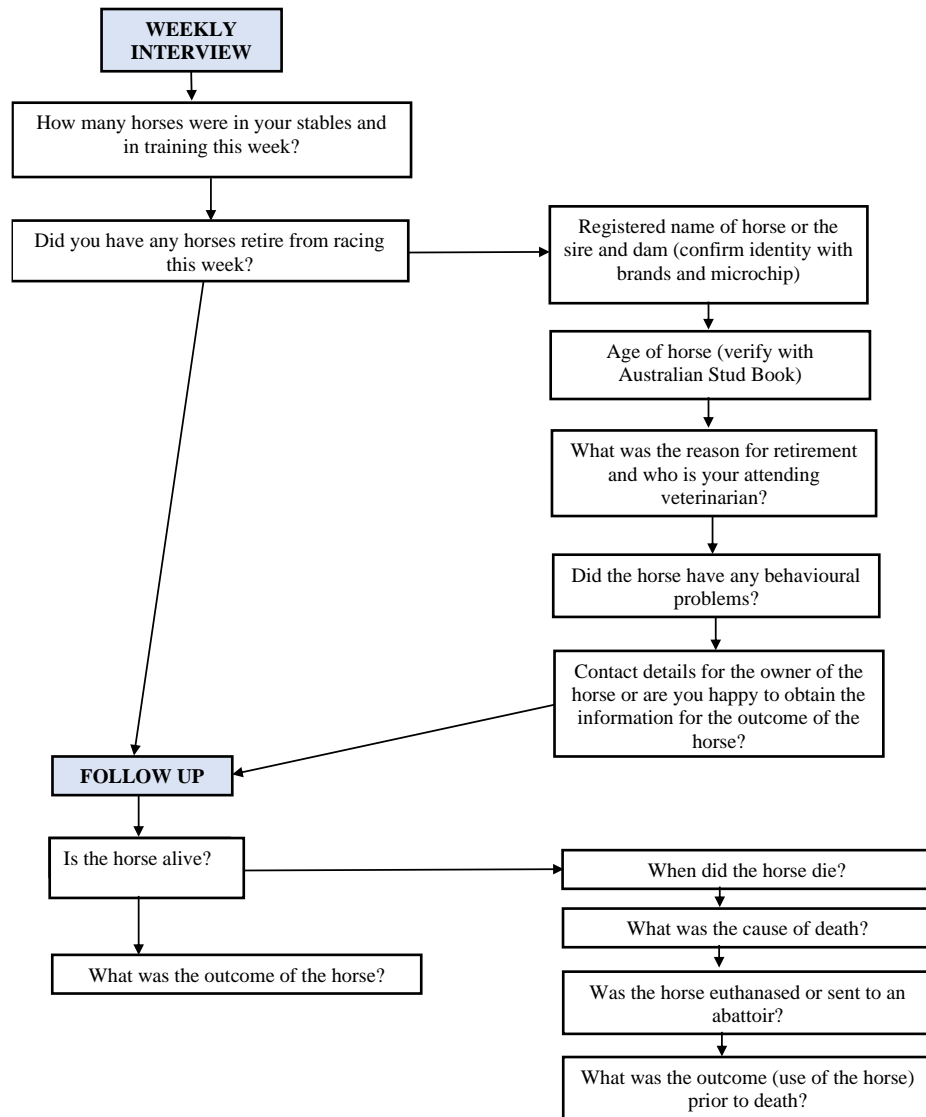 WEEKLY
INTERVIEW
How many horses were in your stables and
in training this week?
Did you have any horses retire from racing
this week?
Registered name of horse or the
sire and dam (confirm identity with
brands and microchip)
Age of horse (verify with
Australian Stud Book)
What was the reason for retirement
and who is your attending
veterinarian?
Did the horse have any behavioural
problems?
Contact details for the owner of the
horse or are you happy to obtain the
information for the outcome of the
horse?
FOLLOW UP
Is the horse alive?
What was the outcome of the horse?
When did the horse die?
What was the cause of death?
Was the horse euthanased or sent to an
abattoir?
What was the outcome (use of the horse)
prior to death?